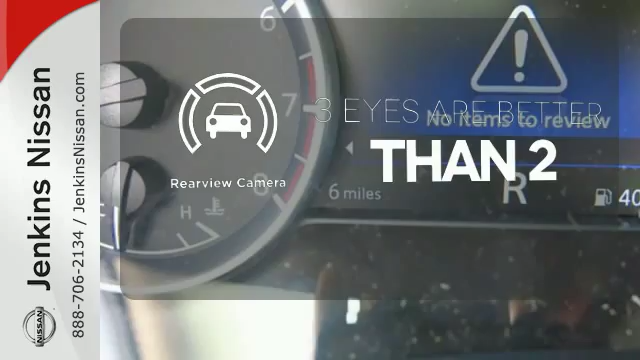 Jenkins Nissan
888-706-2134 / JenkinsNissan.com
NISSAN
Rearview Camera
3 EYES ARE BETTER
THAN 2
No items to review
6 miles
R
40
6
7
8
H